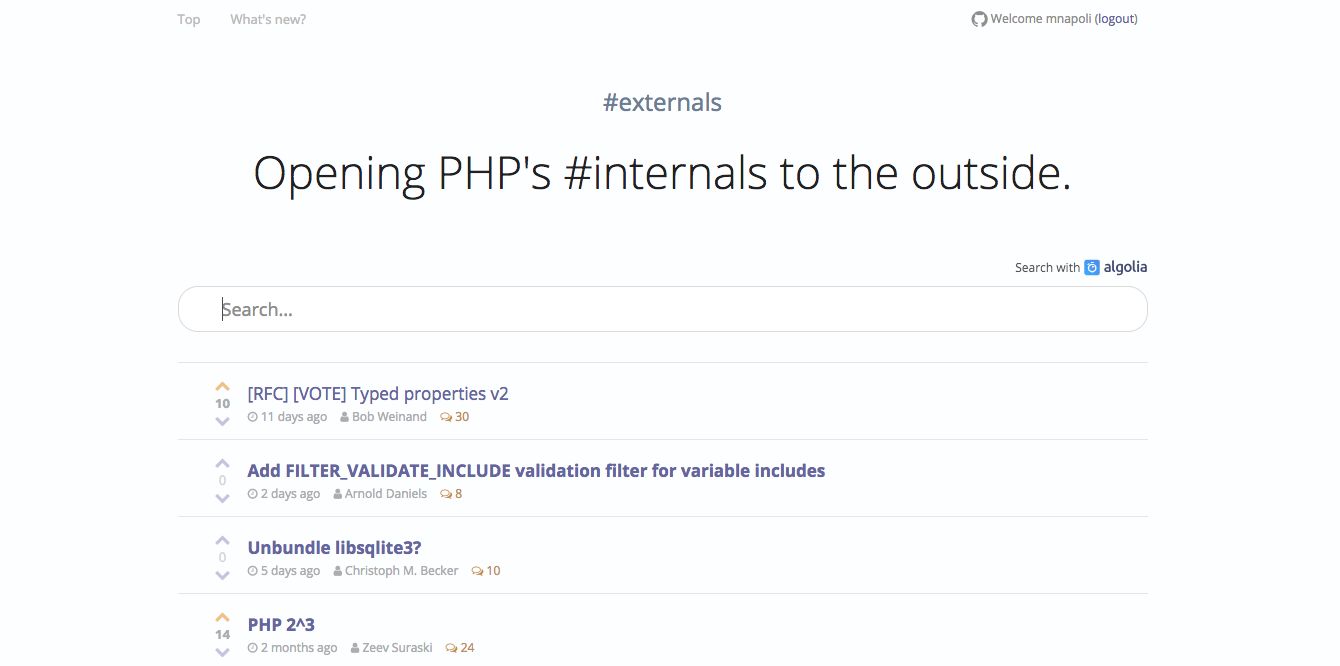 Top What's new? Welcome mnapoli (logout)
#externals
Opening PHP's #internals to the outside.
Search with algolia
Search...
10
[RFC] [VOTE] Typed properties v2
11 days ago Bob Weinand 30
0
Add FILTER_VALIDATE_INCLUDE validation filter for variable includes
2 days ago Arnold Daniels 8
0
Unbundle libsqlite3?
5 days ago Christoph M. Becker 10
14
PHP 2^3
2 months ago Zeev Suraski 24